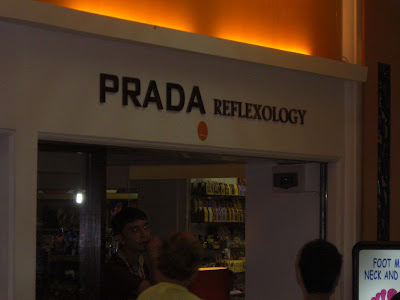 PRADA REFLEXOLOGY
FOOT M
NECK AND